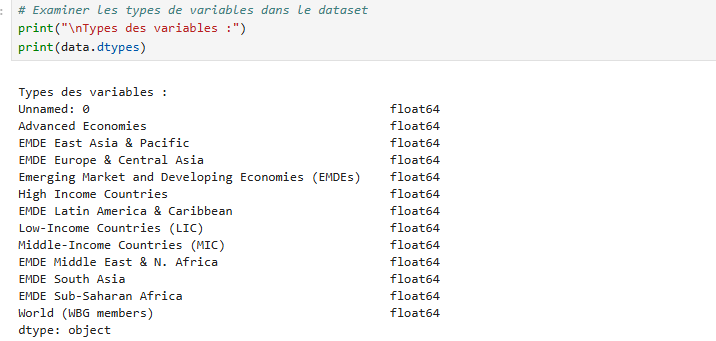 :
# Examiner les types de variables dans le dataset
print("\nTypes des variables :")
print(data.dtypes)
Types des variables :
Unnamed: 0 float64
Advanced Economies float64
EMDE East Asia & Pacific float64
EMDE Europe & Central Asia float64
Emerging Market and Developing Economies (EMDEs) float64
High Income Countries float64
EMDE Latin America & Caribbean float64
Low-Income Countries (LIC) float64
Middle-Income Countries (MIC) float64
EMDE Middle East & N. Africa float64
EMDE South Asia float64
EMDE Sub-Saharan Africa float64
World (WBG members) float64
dtype: object